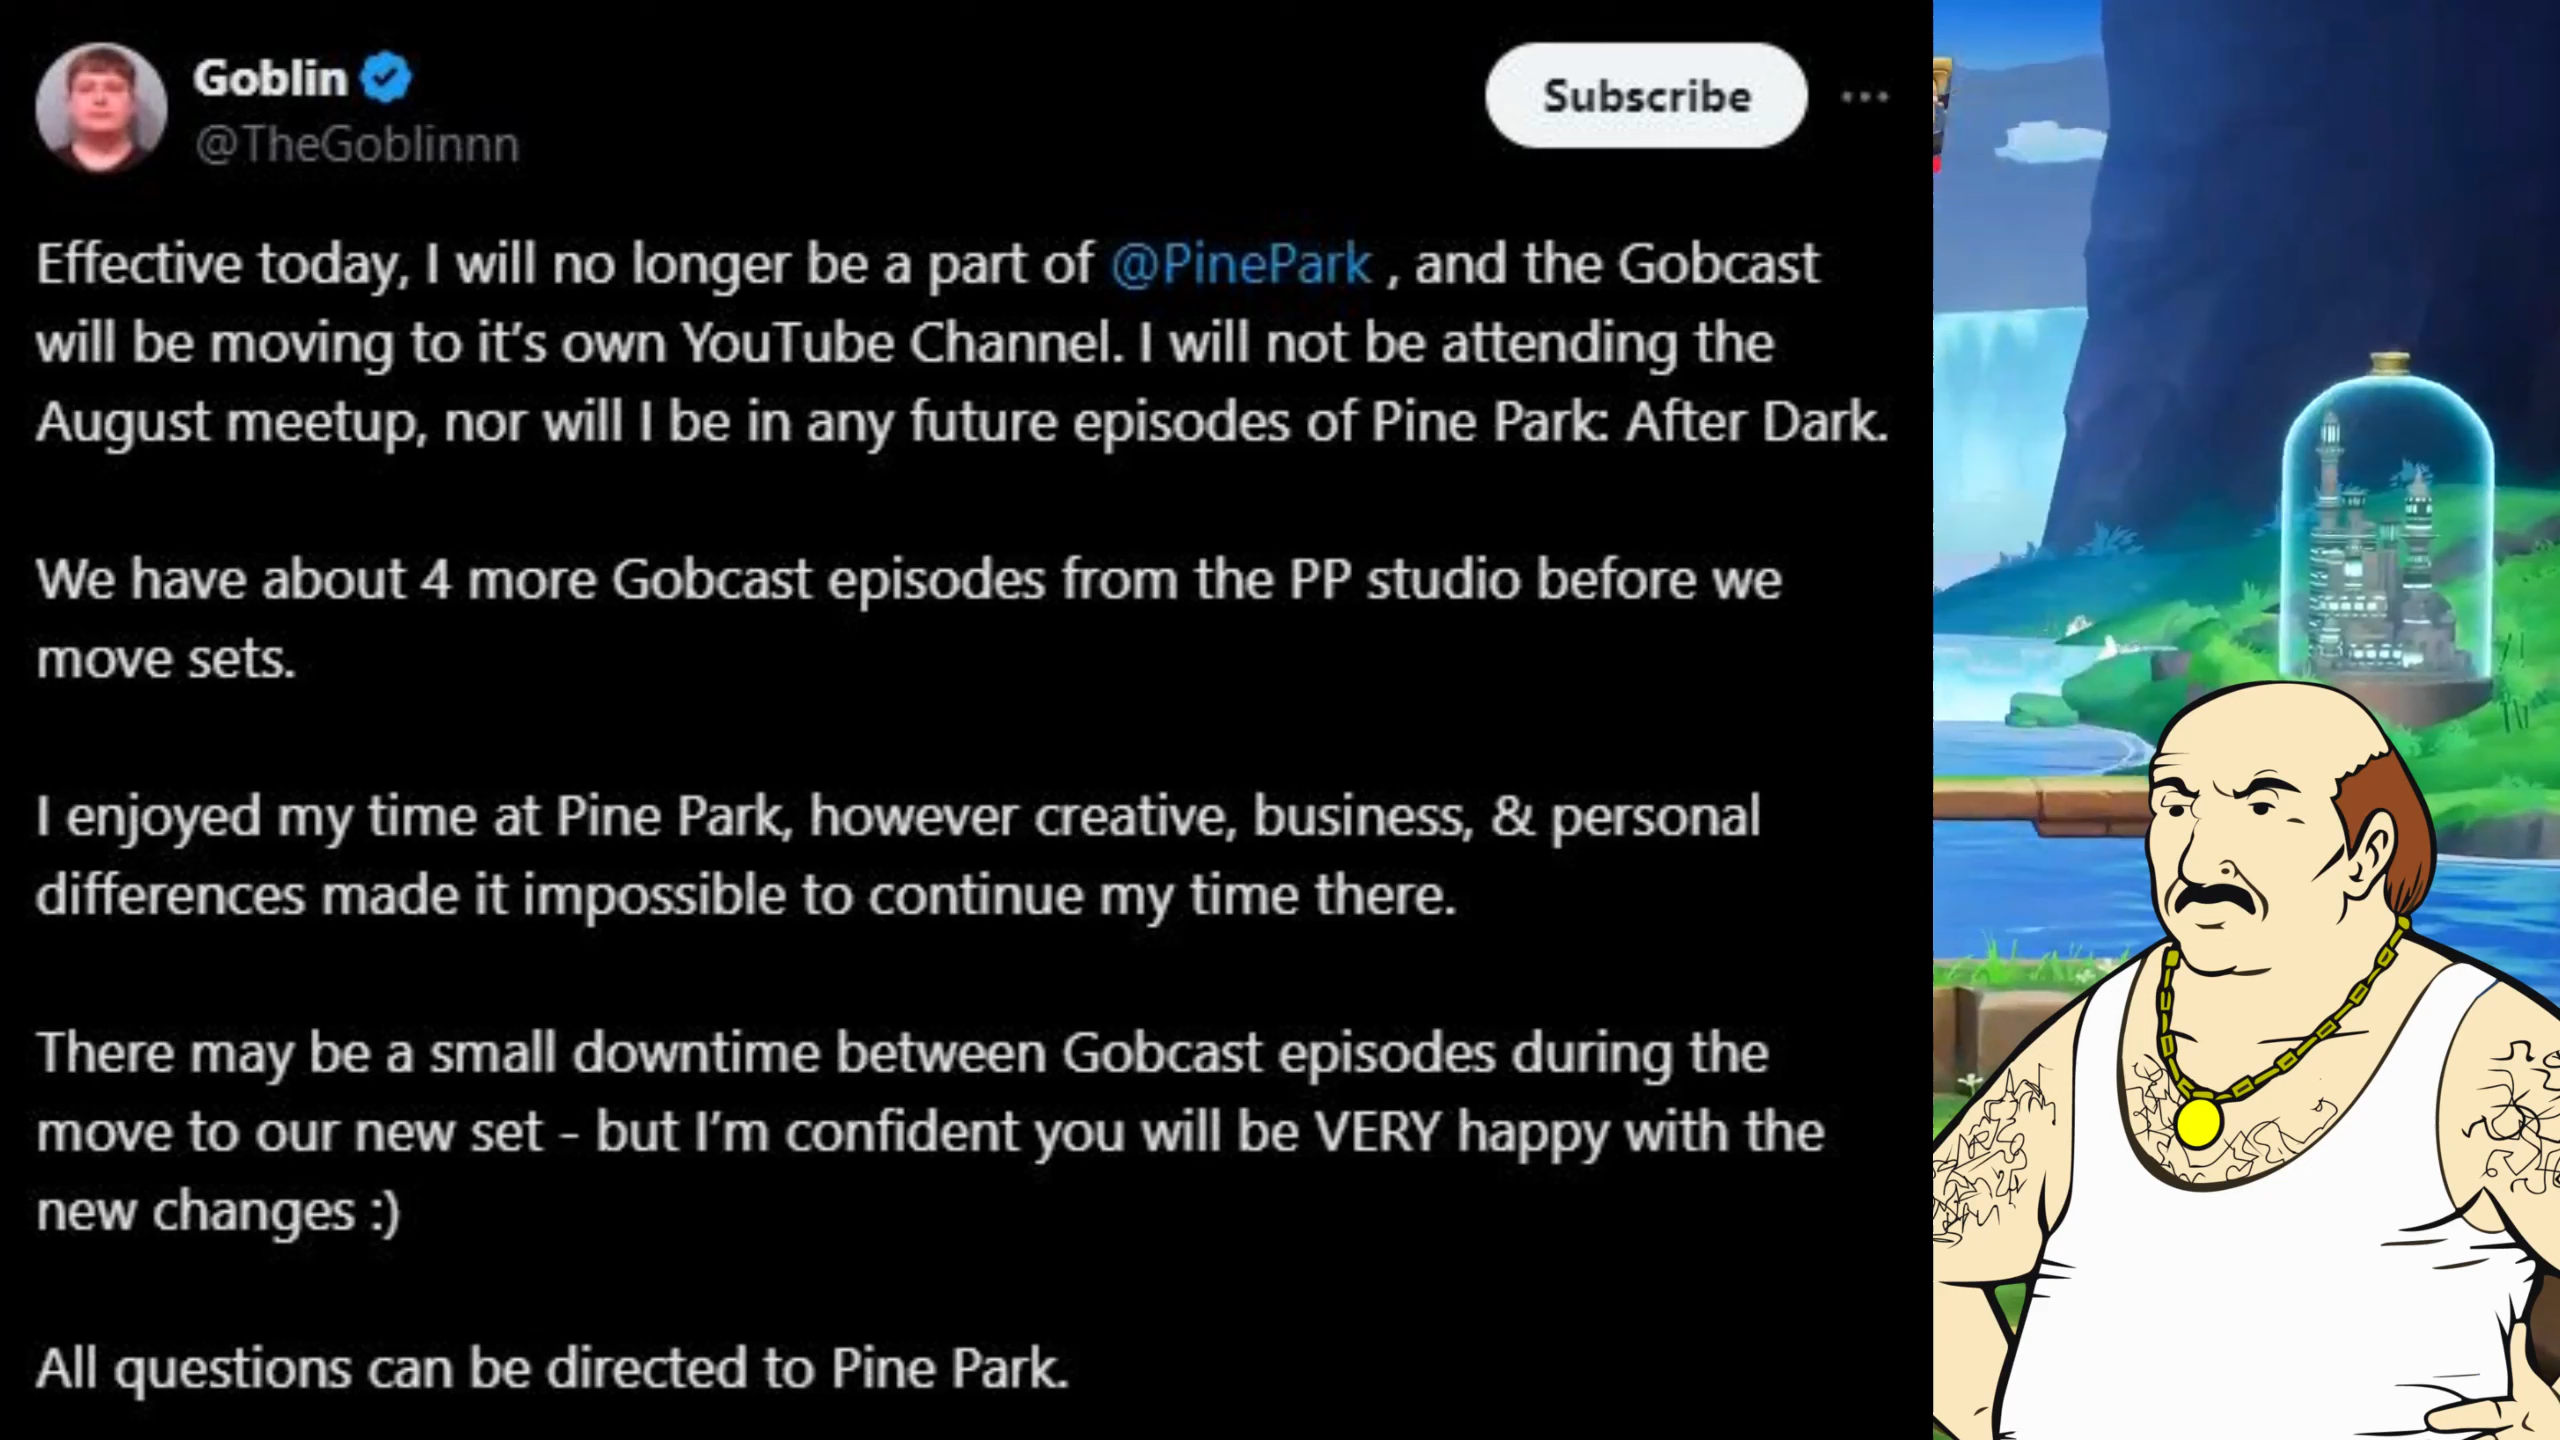 Goblin
@TheGoblinnn
Subscribe
Effective today, I will no longer be a part of @PinePark , and the Gobcast
will be moving to it's own YouTube Channel. I will not be attending the
August meetup, nor will I be in any future episodes of Pine Park: After Dark.
We have about 4 more Gobcast episodes from the PP studio before we
move sets.
I enjoyed my time at Pine Park, however creative, business, & personal
differences made it impossible to continue my time there.
There may be a small downtime between Gobcast episodes during the
move to our new set - but I'm confident you will be VERY happy with the
new changes :)
All questions can be directed to Pine Park.